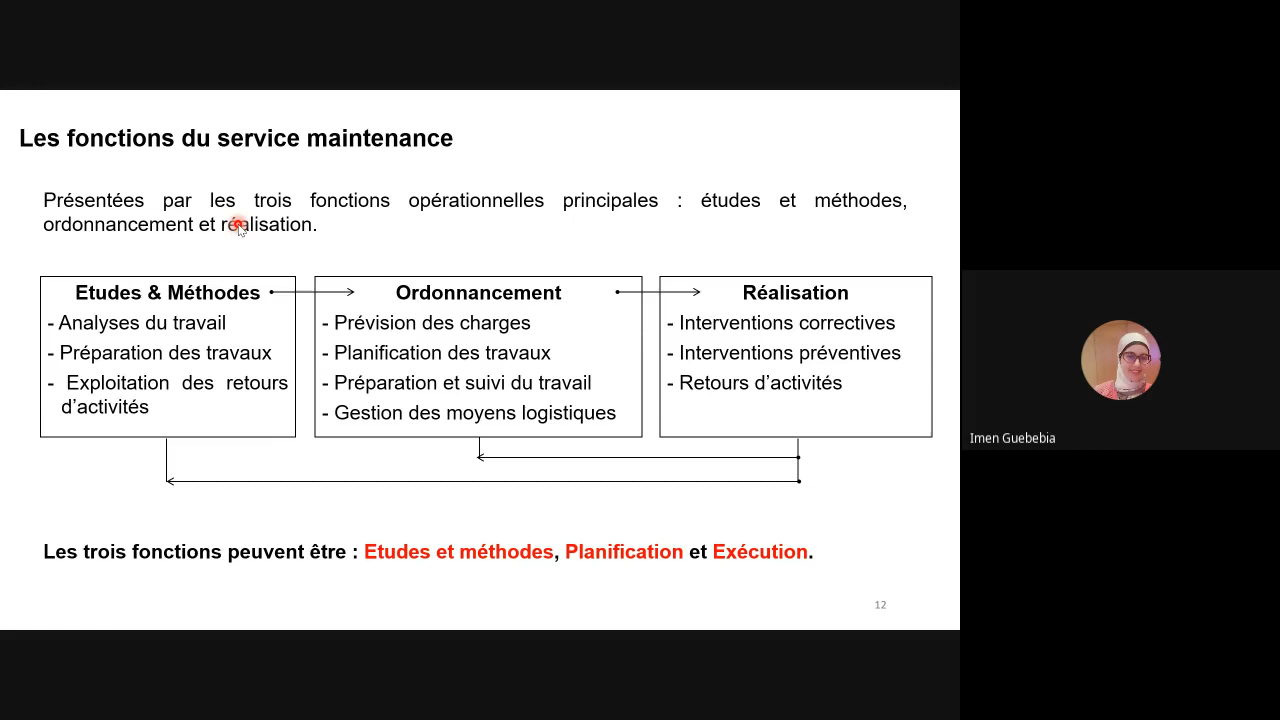 Les fonctions du service maintenance
Présentées par les trois fonctions opérationnelles principales : études et méthodes,
ordonnancement et réalisation.
Etudes & Méthodes
- Analyses du travail
- Préparation des travaux
- Exploitation des retours
d’activités
Ordonnancement
- Prévision des charges
- Planification des travaux
- Préparation et suivi du travail
- Gestion des moyens logistiques
Réalisation
- Interventions correctives
- Interventions préventives
- Retours d’activités
Les trois fonctions peuvent être : Etudes et méthodes, Planification et Exécution.
12
Imen Guebebia